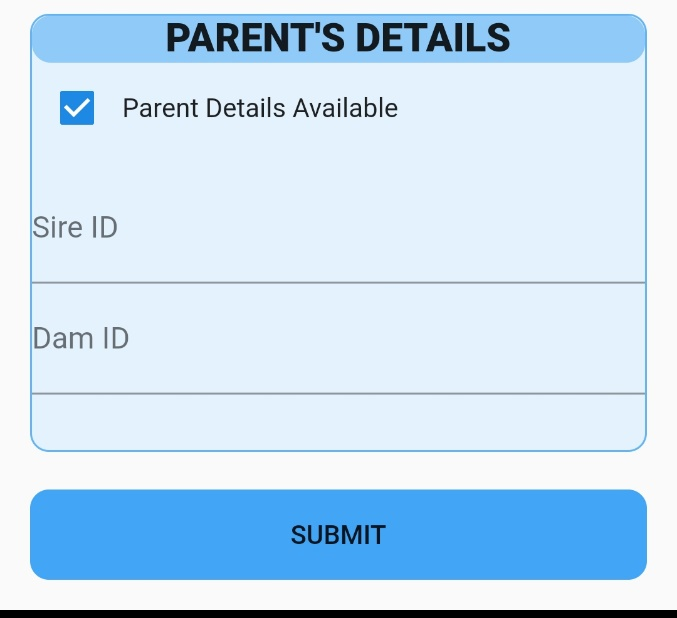 PARENT'S DETAILS
Parent Details Available
Sire ID
Dam ID
SUBMIT